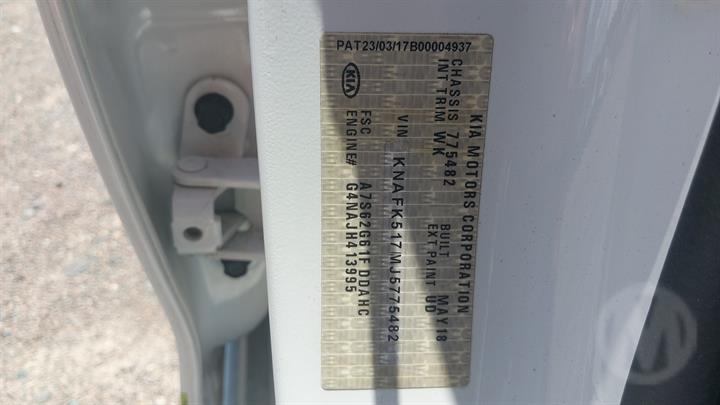 PAT23/03/17B00004937
KIA MOTORS CORPORATION
CHASSIS 775482 BUILT MAY18
INT TRIM WK EXT.PAINT UD
KIA
VIN KNAFK517MJ5775482
FSC A7S62G61F DDAHC
ENGINE# G4NAJH413995
M